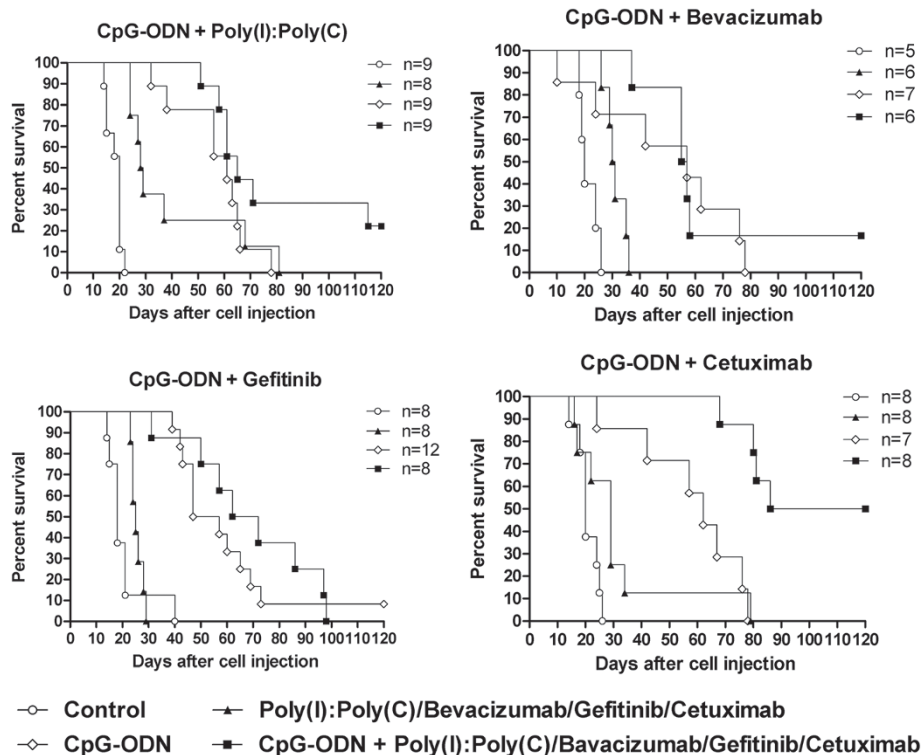 CpG-ODN + Poly(I):Poly(C)
Percent survival
100
90
80
70
60
50
40
30
20
10
0
n=9
n=8
n=9
n=9
0 10 20 30 40 50 60 70 80 90 100 110 120
Days after cell injection
CpG-ODN + Bevacizumab
Percent survival
100
90
80
70
60
50
40
30
20
10
0
n=5
n=6
n=7
n=6
0 10 20 30 40 50 60 70 80 90 100 110 120
Days after cell injection
CpG-ODN + Gefitinib
Percent survival
100
90
80
70
60
50
40
30
20
10
0
n=8
n=8
n=12
n=8
0 10 20 30 40 50 60 70 80 90 100 110 120
Days after cell injection
CpG-ODN + Cetuximab
Percent survival
100
90
80
70
60
50
40
30
20
10
0
n=8
n=8
n=7
n=8
0 10 20 30 40 50 60 70 80 90 100 110 120
Days after cell injection
Control Poly(I):Poly(C)/Bevacizumab/Gefitinib/Cetuximab
CpG-ODN CpG-ODN + Poly(I):Poly(C)/Bavacizumab/Gefitinib/Cetuximab